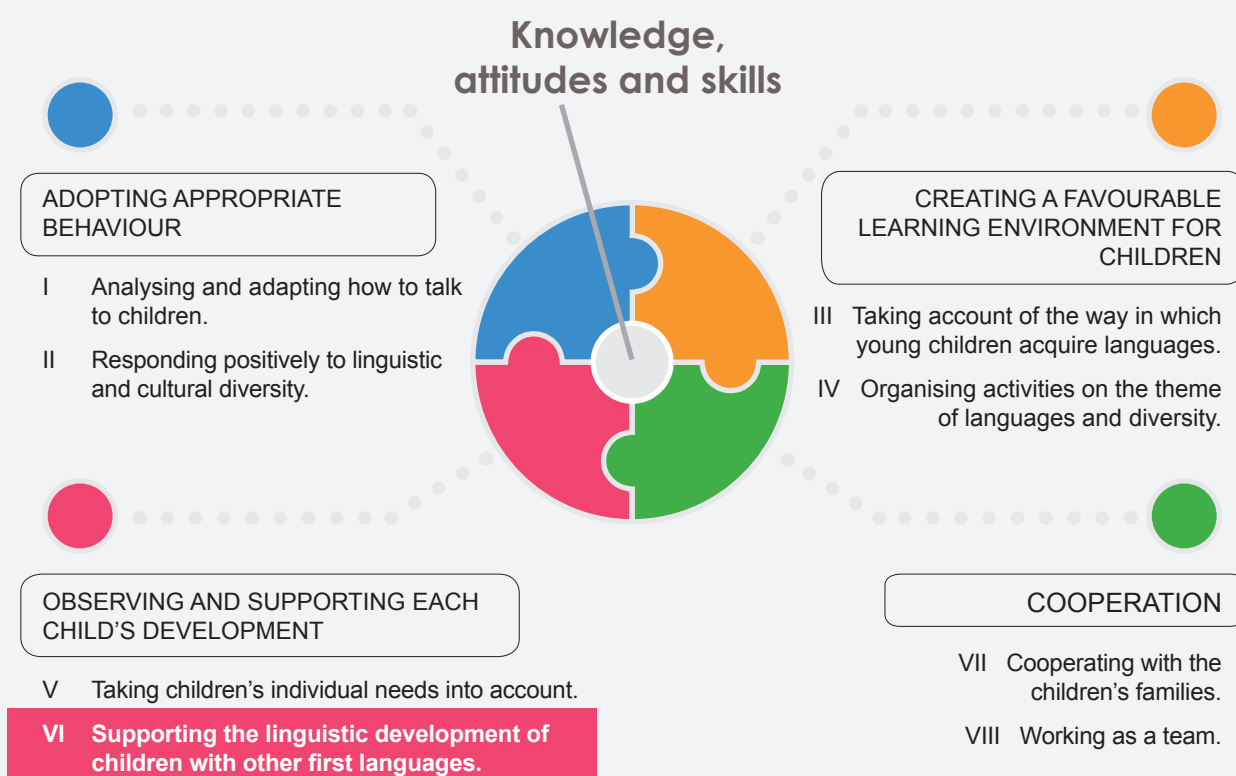 Knowledge,
attitudes and skills
ADOPTING APPROPRIATE
BEHAVIOUR
I Analysing and adapting how to talk
to children.
II Responding positively to linguistic
and cultural diversity.
CREATING A FAVOURABLE
LEARNING ENVIRONMENT FOR
CHILDREN
III Taking account of the way in which
young children acquire languages.
IV Organising activities on the theme
of languages and diversity.
OBSERVING AND SUPPORTING EACH
CHILD’S DEVELOPMENT
V Taking children’s individual needs into account.
VI Supporting the linguistic development of
children with other first languages.
COOPERATION
VII Cooperating with the
children’s families.
VIII Working as a team.